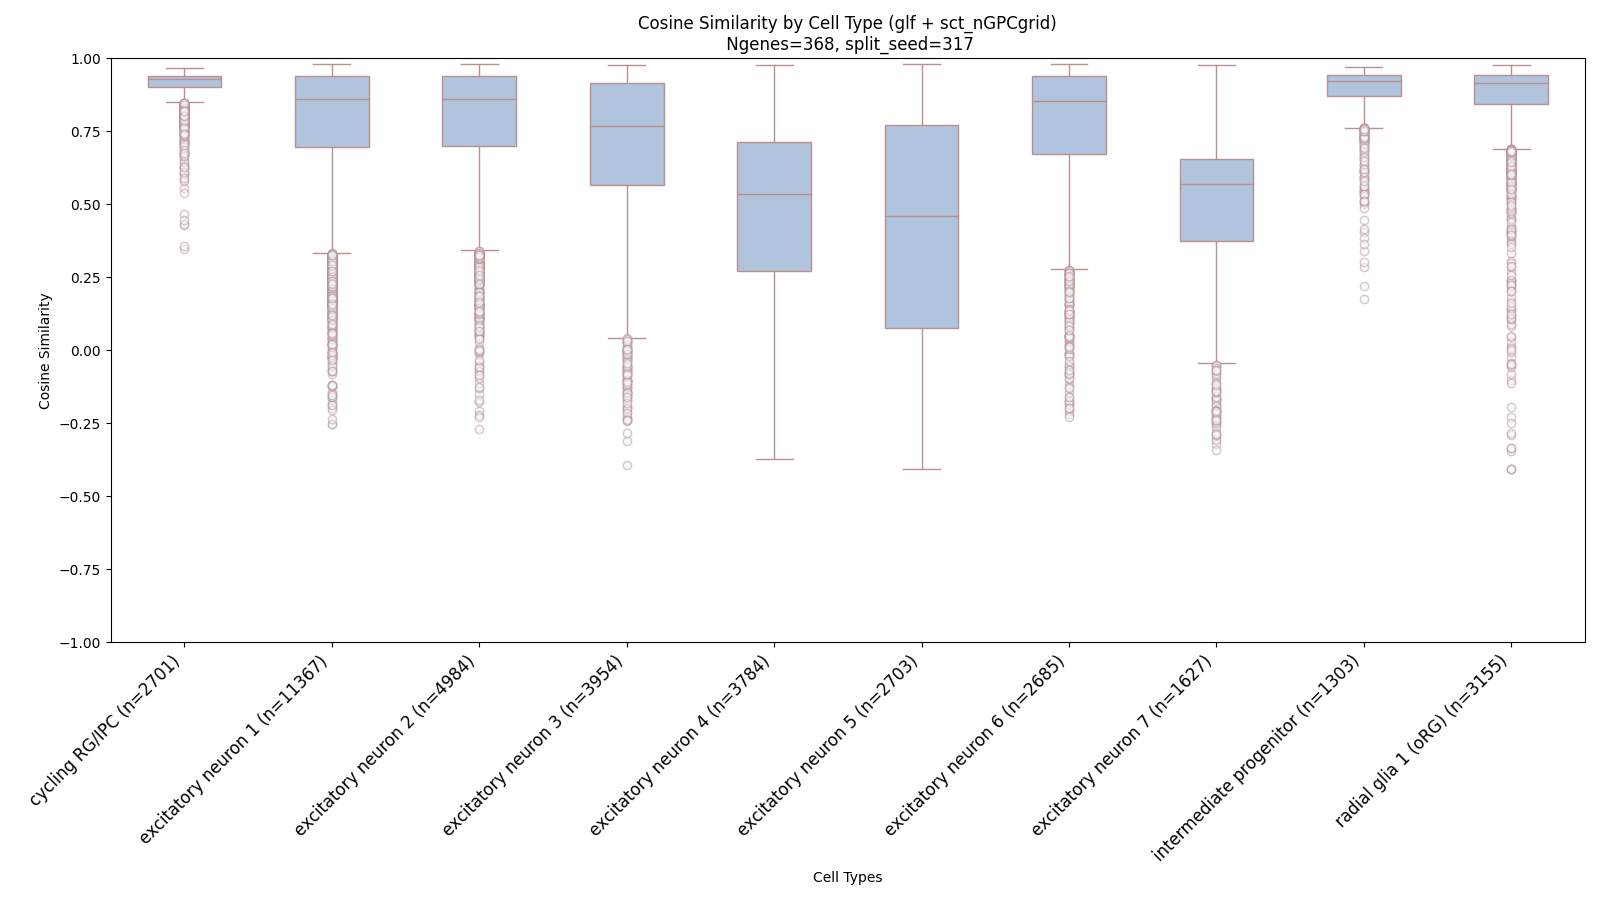 Cosine Similarity by Cell Type (glf + sct_nGPCgrid)
Ngenes=368, split_seed=317
1.00
0.75
0.50
0.25
0.00
−0.25
−0.50
−0.75
−1.00
Cosine Similarity
cycling RG/IPC (n=2701)
excitatory neuron 1 (n=11367)
excitatory neuron 2 (n=4984)
excitatory neuron 3 (n=3954)
excitatory neuron 4 (n=3784)
excitatory neuron 5 (n=2703)
excitatory neuron 6 (n=2685)
excitatory neuron 7 (n=1627)
intermediate progenitor (n=1303)
radial glia 1 (oRG) (n=3155)
Cell Types